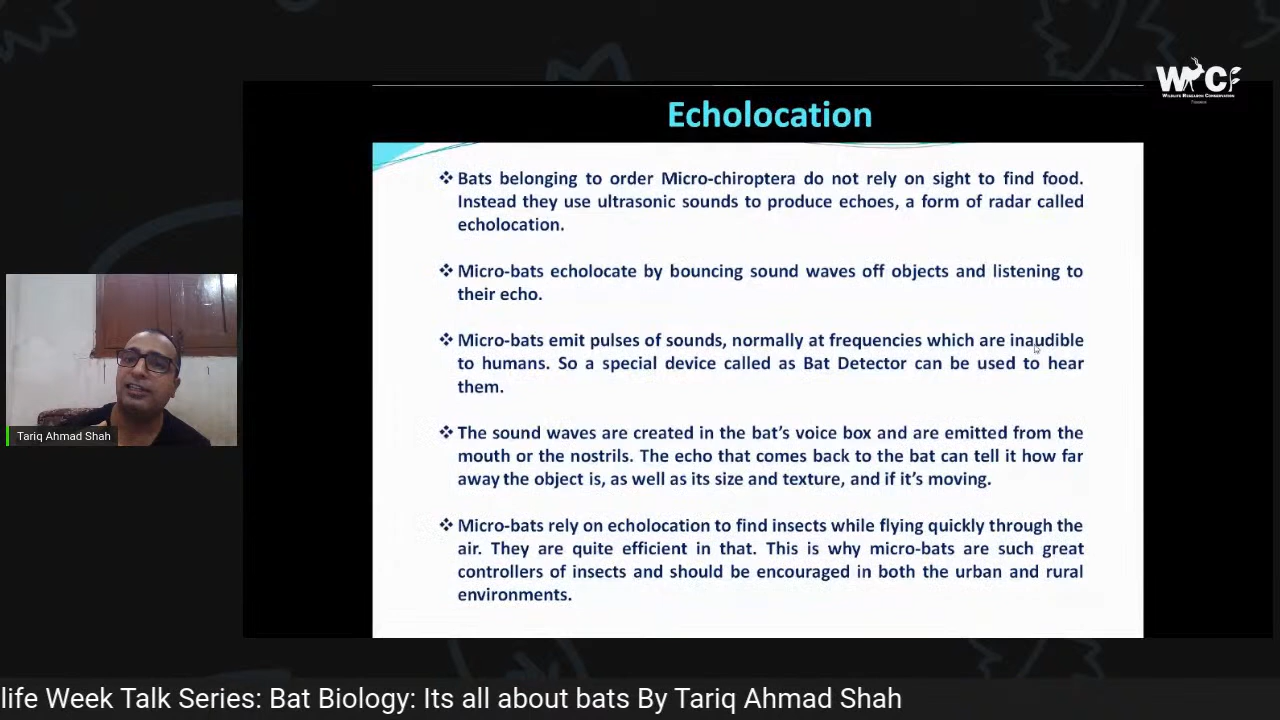 WRCF
WILDLIFE RESEARCH CONSERVATION
Echolocation
❖ Bats belonging to order Micro-chiroptera do not rely on sight to find food.
Instead they use ultrasonic sounds to produce echoes, a form of radar called
echolocation.
❖ Micro-bats echolocate by bouncing sound waves off objects and listening to
their echo.
❖ Micro-bats emit pulses of sounds, normally at frequencies which are inaudible
to humans. So a special device called as Bat Detector can be used to hear
them.
❖ The sound waves are created in the bat's voice box and are emitted from the
mouth or the nostrils. The echo that comes back to the bat can tell it how far
away the object is, as well as its size and texture, and if it's moving.
❖ Micro-bats rely on echolocation to find insects while flying quickly through the
air. They are quite efficient in that. This is why micro-bats are such great
controllers of insects and should be encouraged in both the urban and rural
environments.
Tariq Ahmad Shah
life Week Talk Series: Bat Biology: Its all about bats By Tariq Ahmad Shah